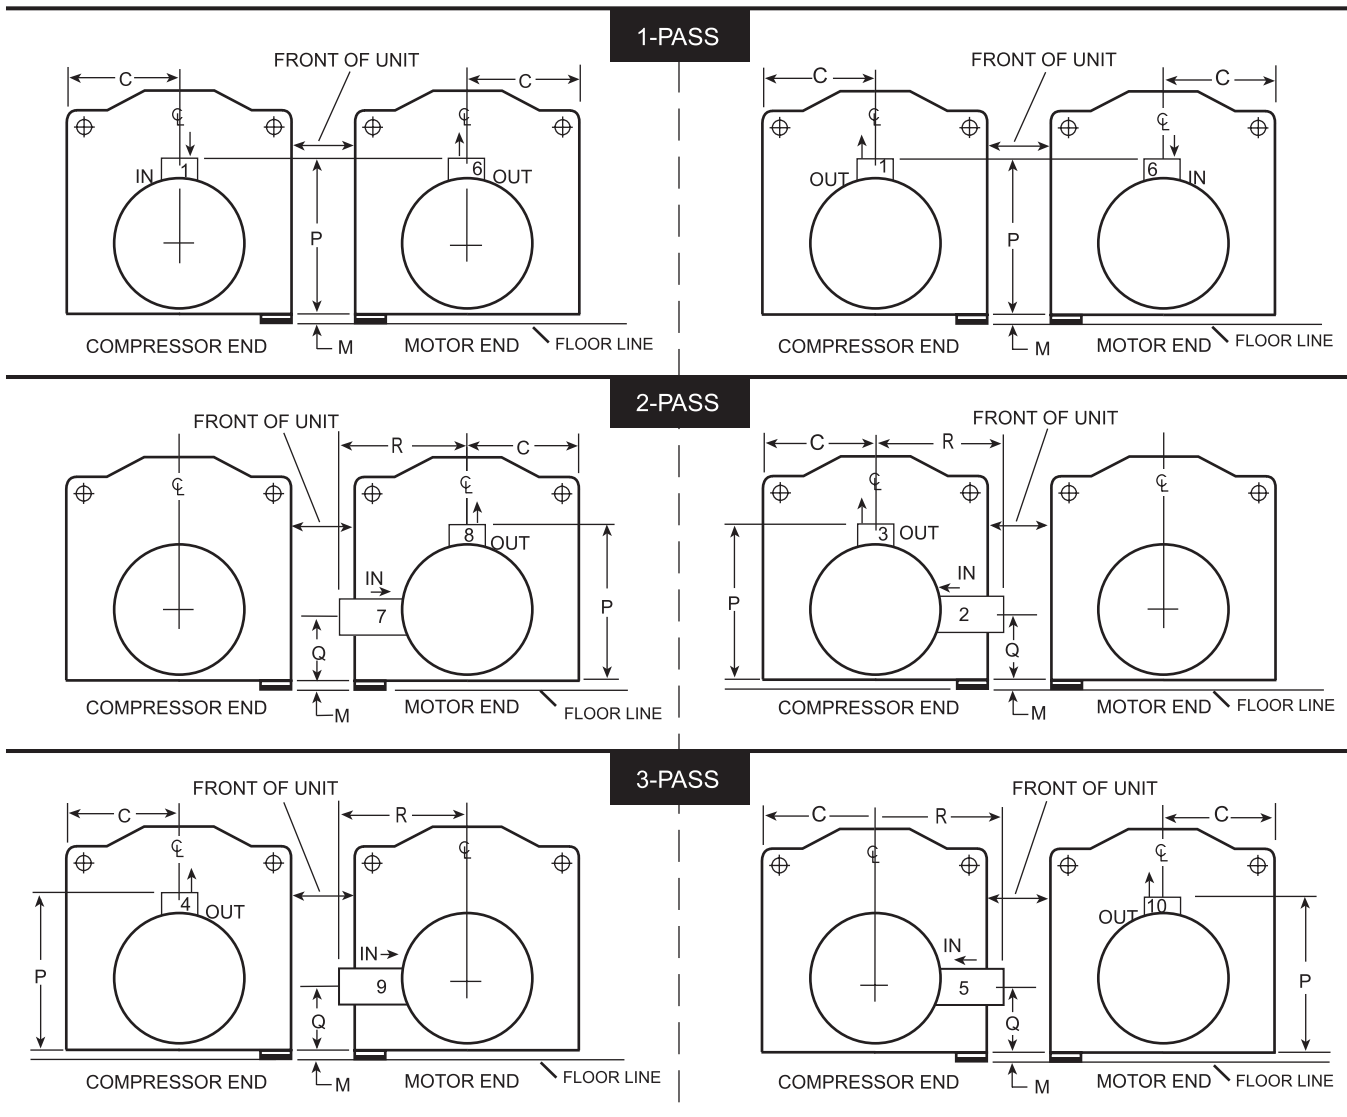 1-PASS
FRONT OF UNIT
FRONT OF UNIT
C
C
C
C
℄
℄
℄
℄
IN
1
6
OUT
OUT
1
6
IN
P
P
COMPRESSOR END
M
MOTOR END
FLOOR LINE
COMPRESSOR END
M
MOTOR END
FLOOR LINE
2-PASS
FRONT OF UNIT
FRONT OF UNIT
R
C
C
R
℄
℄
℄
℄
8
OUT
3
OUT
IN
IN
7
2
P
P
Q
Q
COMPRESSOR END
M
MOTOR END
FLOOR LINE
COMPRESSOR END
M
MOTOR END
FLOOR LINE
3-PASS
FRONT OF UNIT
FRONT OF UNIT
C
R
C
R
C
℄
℄
℄
℄
4
OUT
OUT
10
IN
IN
9
5
P
P
Q
Q
COMPRESSOR END
M
MOTOR END
FLOOR LINE
COMPRESSOR END
M
MOTOR END
FLOOR LINE